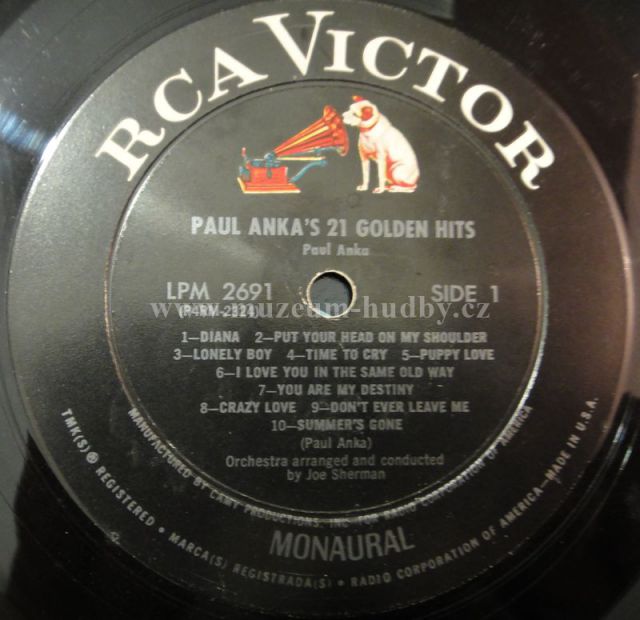 RCA VICTOR
PAUL ANKA'S 21 GOLDEN HITS
Paul Anka
LPM 2691 SIDE 1
(P4RM-2324)
www.muzeum-hudby.cz
1—DIANA 2—PUT YOUR HEAD ON MY SHOULDER
3—LONELY BOY 4—TIME TO CRY 5—PUPPY LOVE
6—I LOVE YOU IN THE SAME OLD WAY
7—YOU ARE MY DESTINY
8—CRAZY LOVE 9—DON'T EVER LEAVE ME
10—SUMMER'S GONE
(Paul Anka)
Orchestra arranged and conducted
by Joe Sherman
MANUFACTURED BY CAMY PRODUCTIONS, INC. FOR RADIO CORPORATION OF AMERICA
MONAURAL
TMK(S) ® REGISTERED • MARCA(S) REGISTRADA(S) • RADIO CORPORATION OF AMERICA—MADE IN U.S.A.